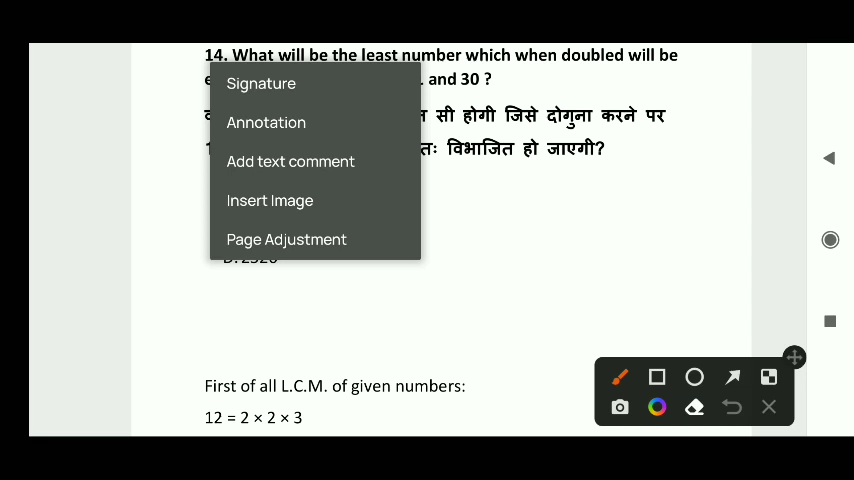 14. What will be the least number which when doubled will be
and 30 ?
सी होगी जिसे दोगुना करने पर
विभाजित हो जाएगी?
Signature
Annotation
Add text comment
Insert Image
Page Adjustment
First of all L.C.M. of given numbers:
12 = 2 × 2 × 3